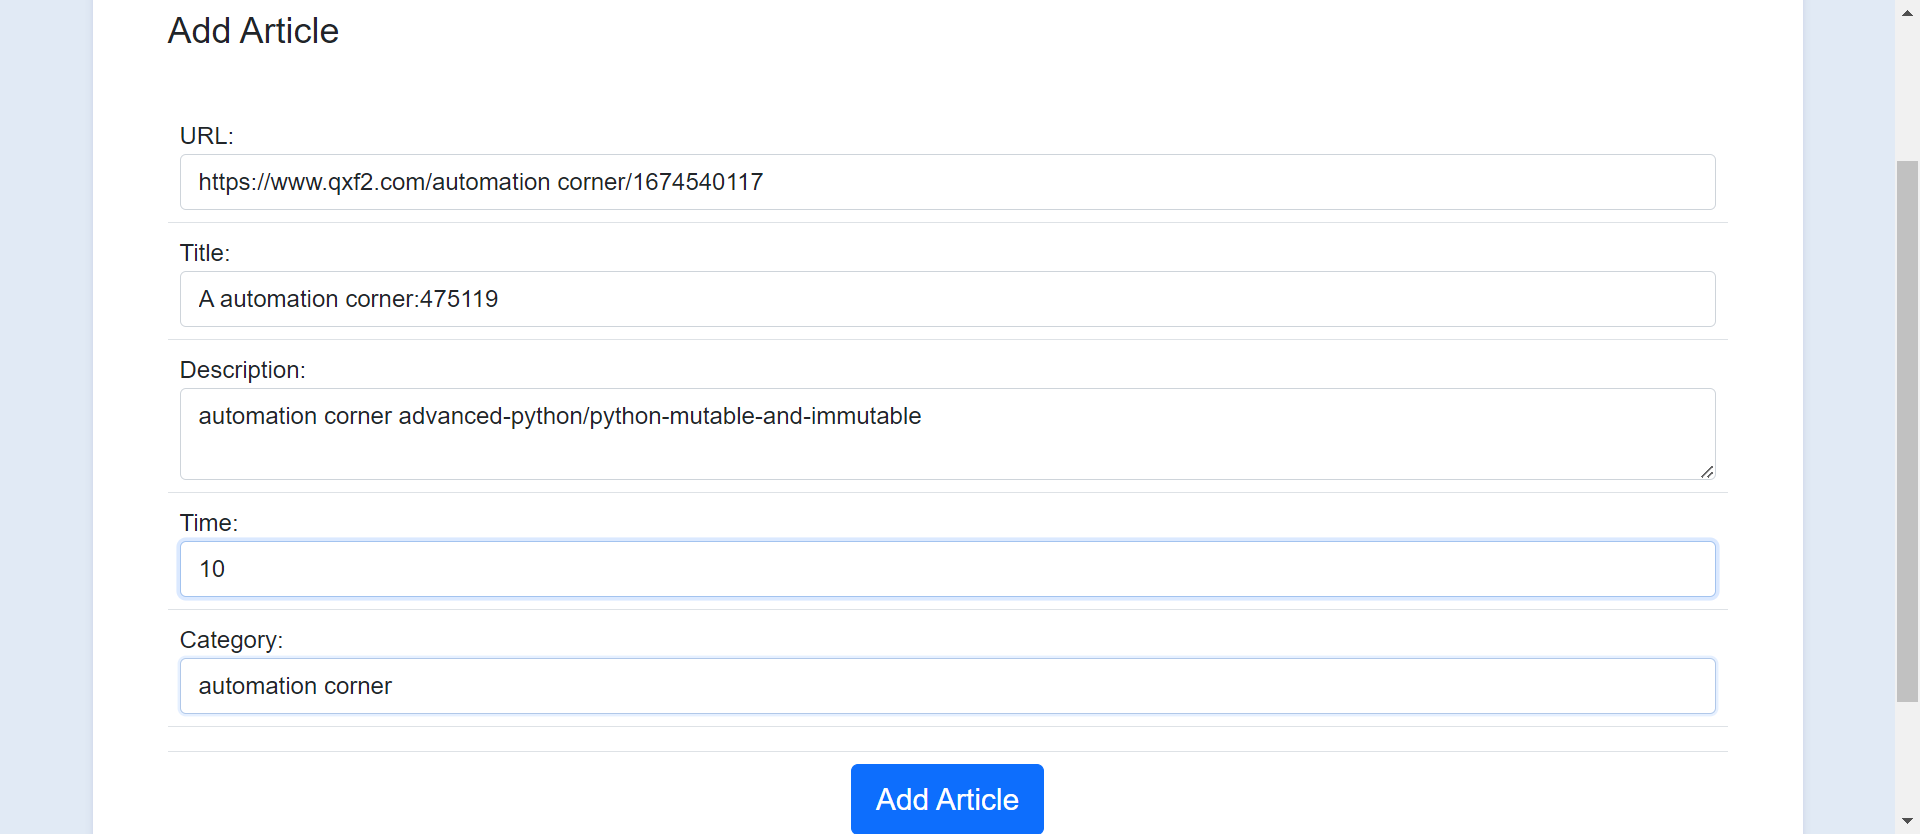 Add Article
URL:
https://www.qxf2.com/automation corner/1674540117
Title:
A automation corner:475119
Description:
automation corner advanced-python/python-mutable-and-immutable
Time:
10
Category:
automation corner
Add Article